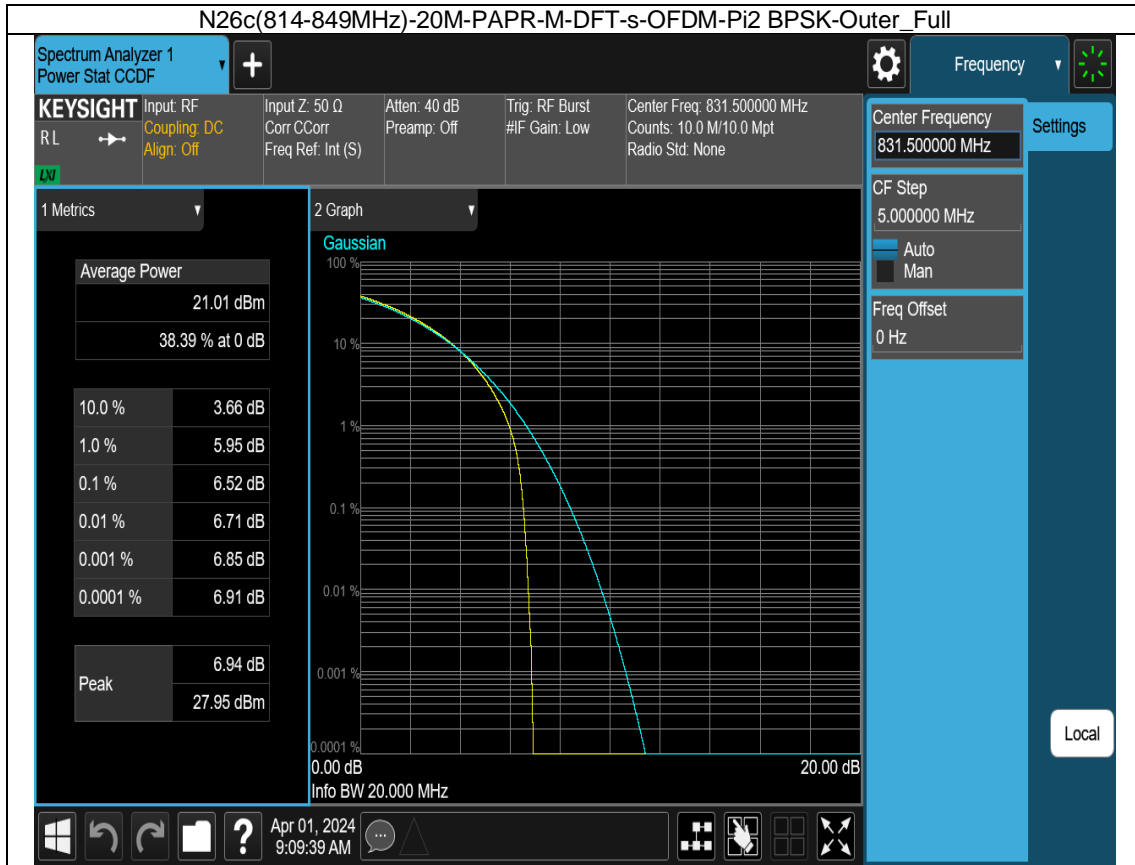 N26c(814-849MHz)-20M-PAPR-M-DFT-s-OFDM-Pi2 BPSK-Outer_Full
Spectrum Analyzer 1
Power Stat CCDF
+
Frequency
KEYSIGHT
R L
LXI
Input: RF
Coupling: DC
Align: Off
Input Z: 50 Ω
Corr CCorr
Freq Ref: Int (S)
Atten: 40 dB
Preamp: Off
Trig: RF Burst
#IF Gain: Low
Center Freq: 831.500000 MHz
Counts: 10.0 M/10.0 Mpt
Radio Std: None
Center Frequency
831.500000 MHz
Settings
CF Step
5.000000 MHz
Auto
Man
Freq Offset
0 Hz
Local
1 Metrics
Average Power
21.01 dBm
38.39 % at 0 dB
10.0 % 3.66 dB
1.0 % 5.95 dB
0.1 % 6.52 dB
0.01 % 6.71 dB
0.001 % 6.85 dB
0.0001 % 6.91 dB
Peak
6.94 dB
27.95 dBm
2 Graph
Gaussian
100 %
10 %
1 %
0.1 %
0.01 %
0.001 %
0.0001 %
0.00 dB 20.00 dB
Info BW 20.000 MHz
?
Apr 01, 2024
9:09:39 AM